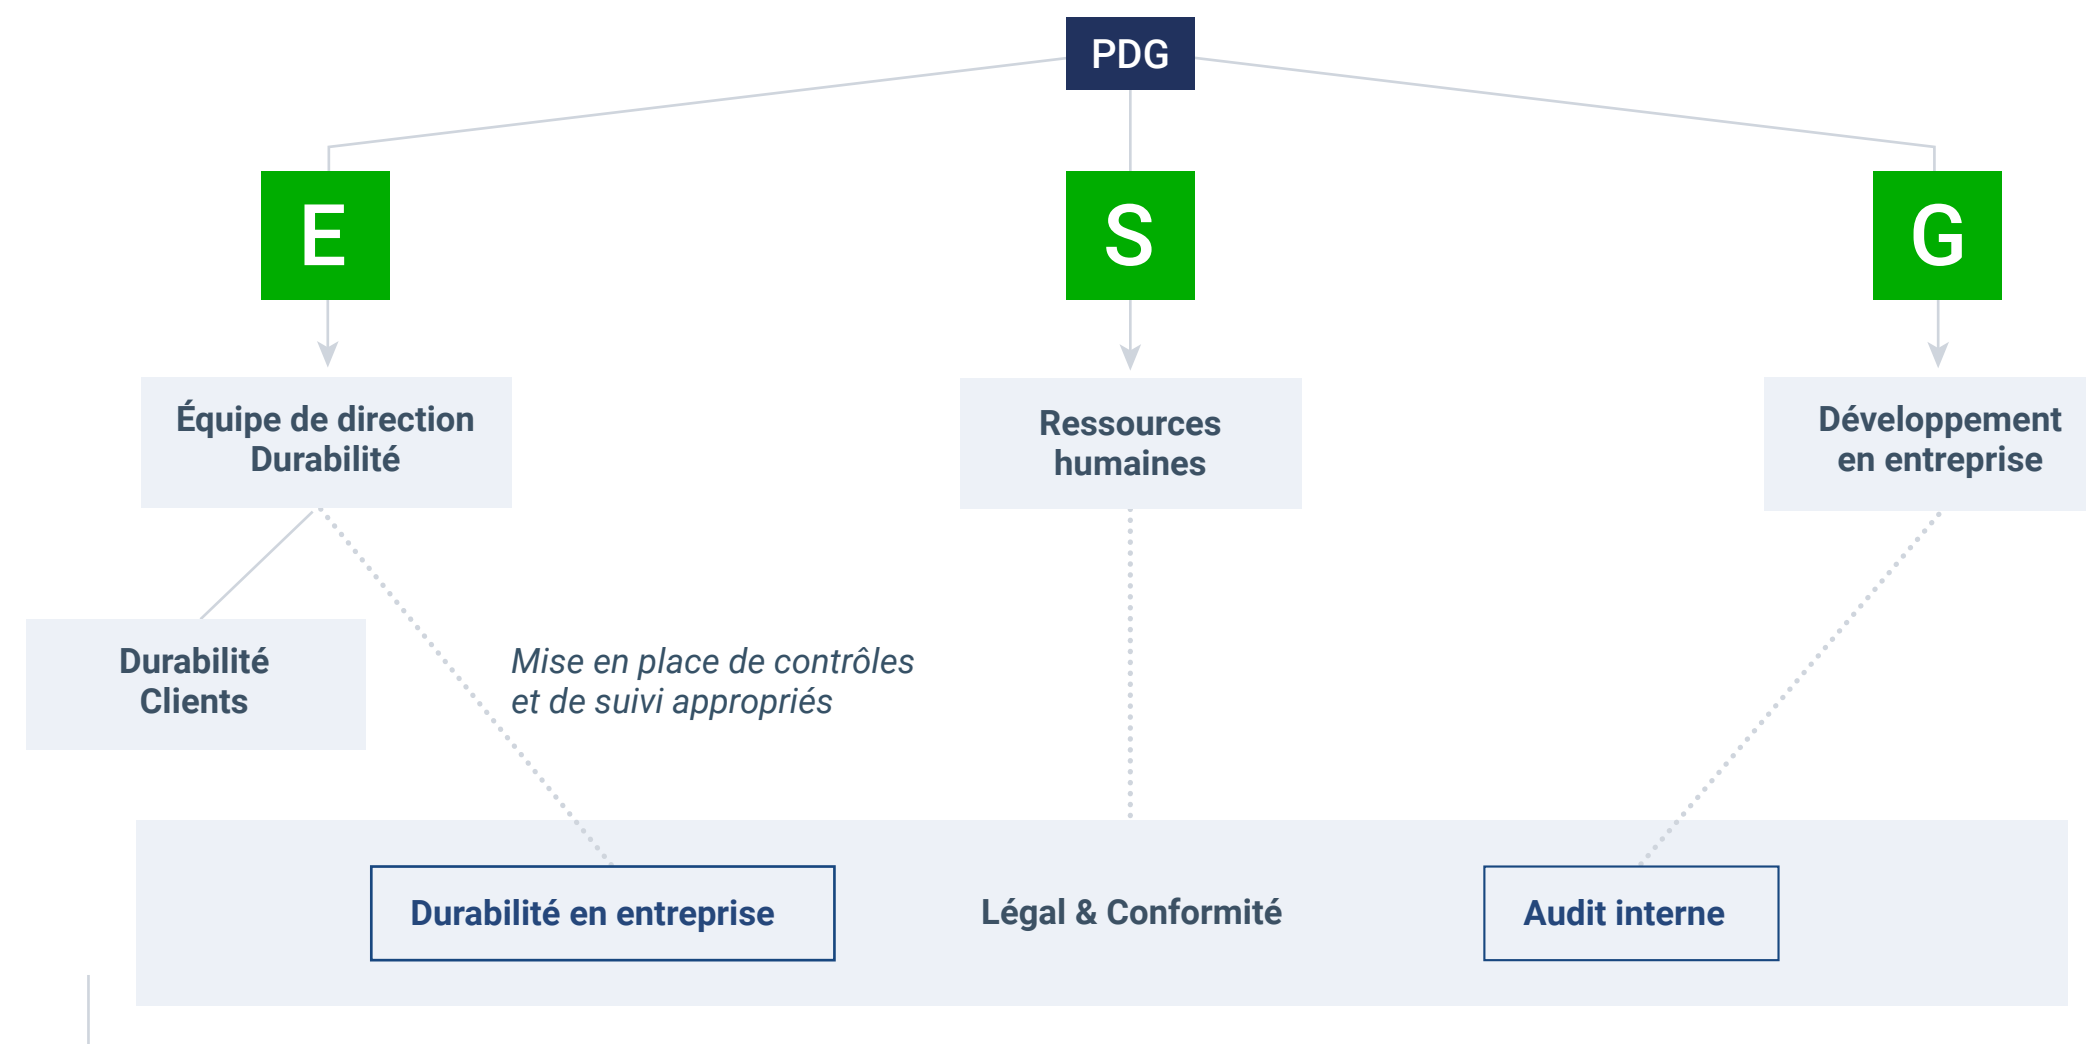 PDG
E
S
G
Équipe de direction
Durabilité
Ressources
humaines
Développement
en entreprise
Durabilité
Clients
Mise en place de contrôles
et de suivi appropriés
Durabilité en entreprise
Légal & Conformité
Audit interne